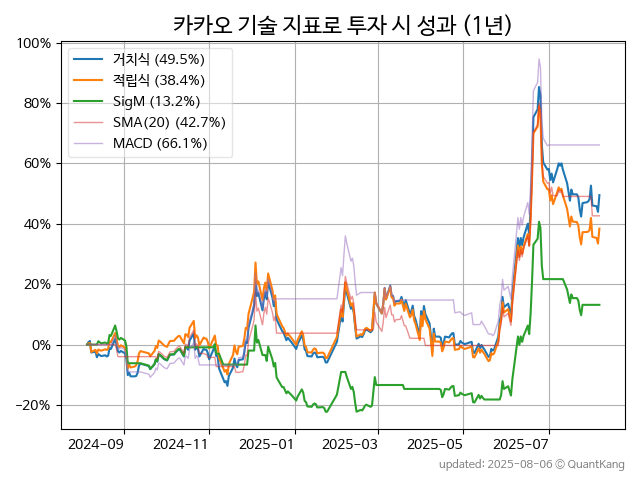 카카오 기술 지표로 투자 시 성과 (1년)
100%
80%
60%
40%
20%
0%
−20%
거치식 (49.5%)
적립식 (38.4%)
SigM (13.2%)
SMA(20) (42.7%)
MACD (66.1%)
2024-09 2024-11 2025-01 2025-03 2025-05 2025-07
updated: 2025-08-06 © QuantKang